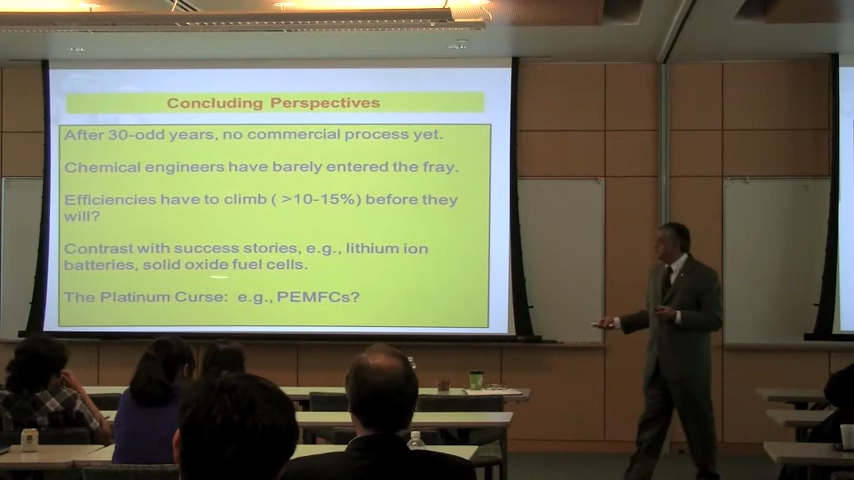 Concluding Perspectives
After 30-odd years, no commercial process yet.
Chemical engineers have barely entered the fray.
Efficiencies have to climb ( >10-15%) before they
will?
Contrast with success stories, e.g., lithium ion
batteries, solid oxide fuel cells.
The Platinum Curse:  e.g., PEMFCs?